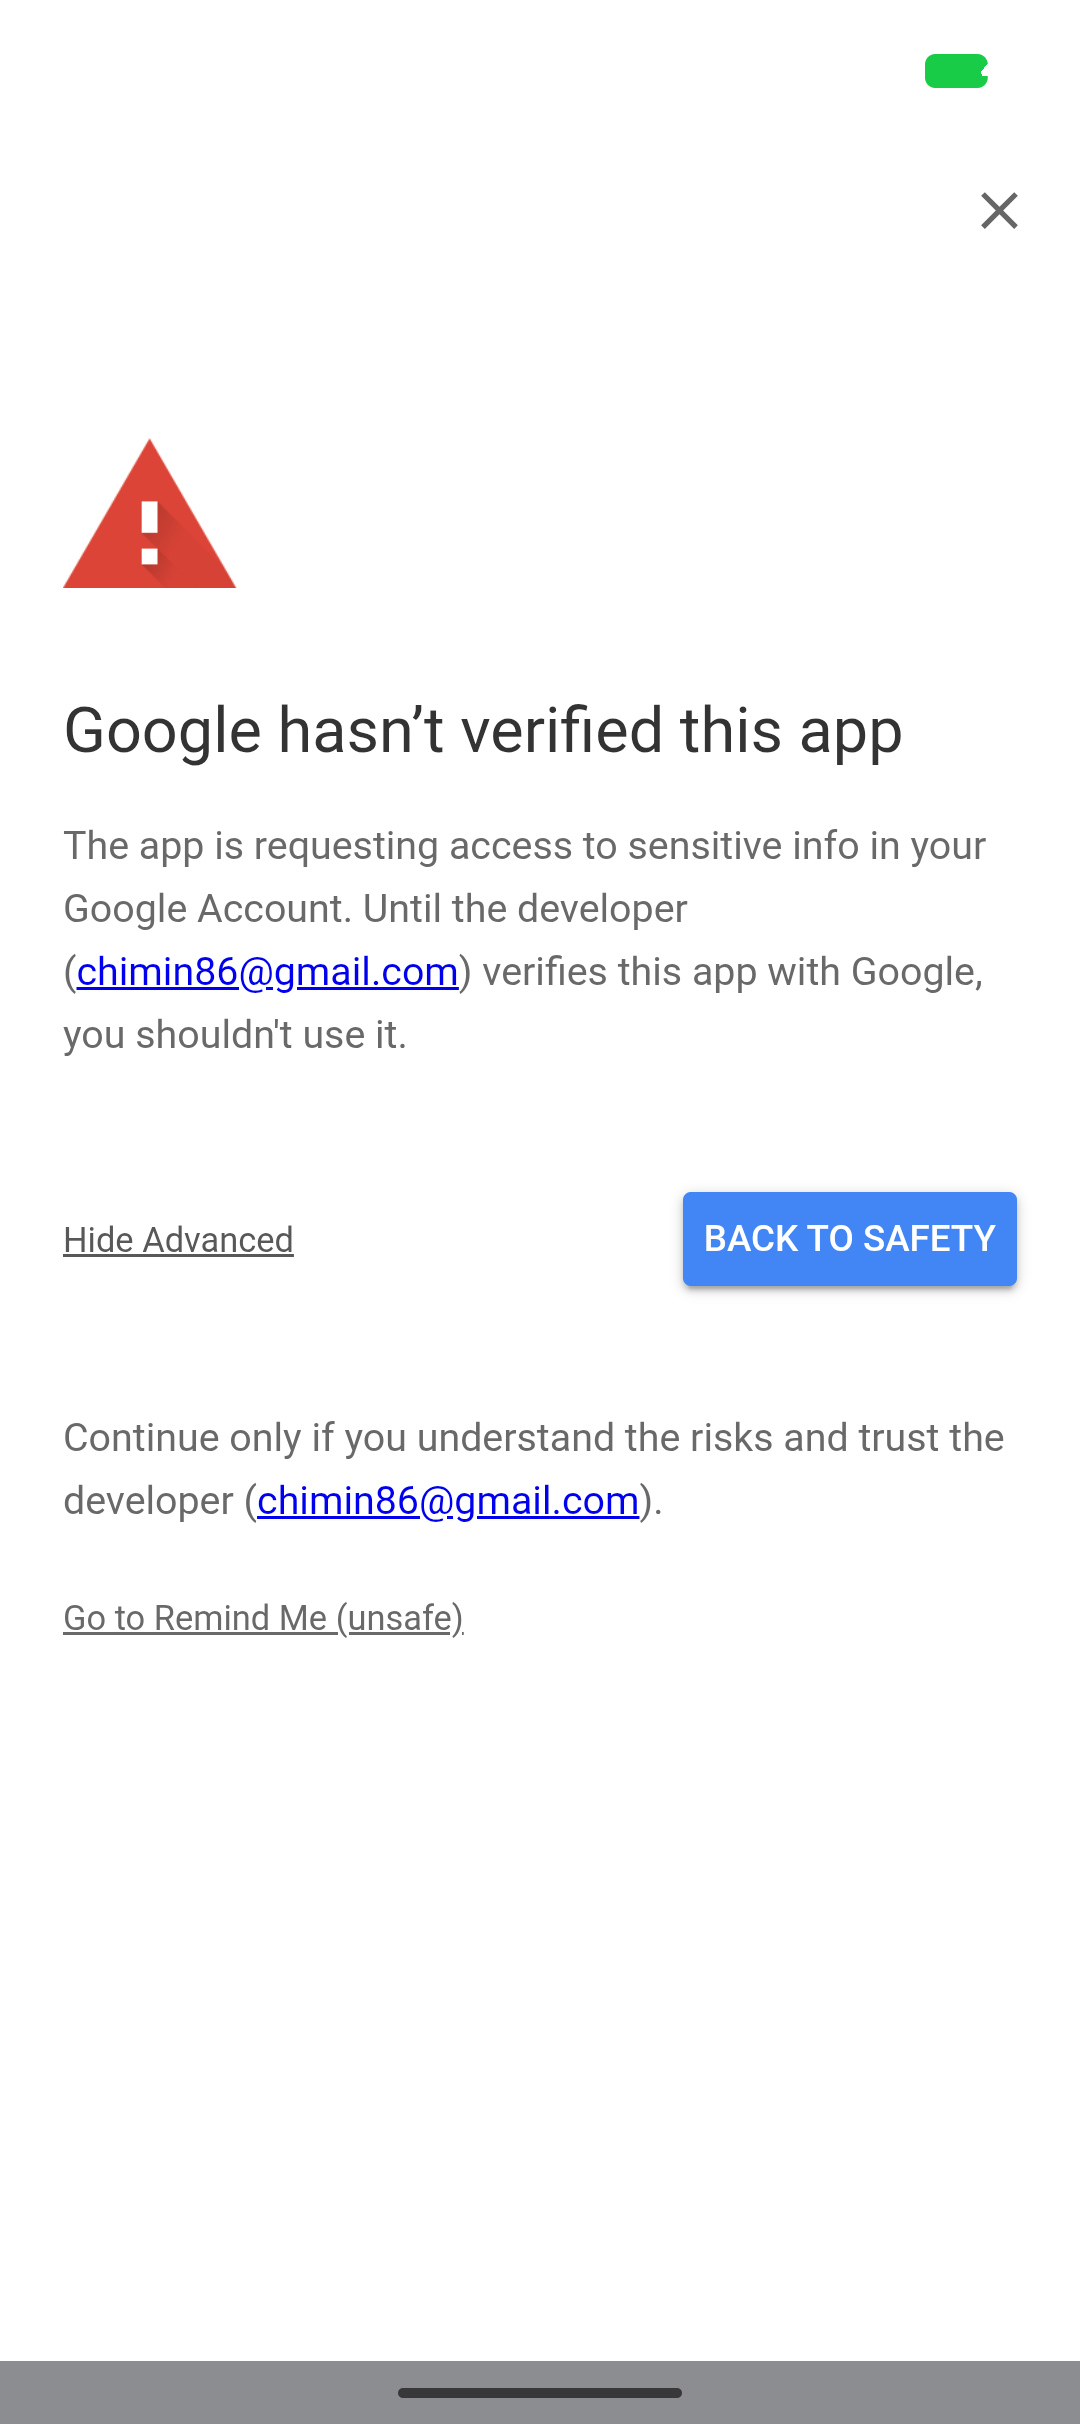 Google hasn’t verified this app
The app is requesting access to sensitive info in your
Google Account. Until the developer
(chimin86@gmail.com) verifies this app with Google,
you shouldn't use it.
Hide Advanced
BACK TO SAFETY
Continue only if you understand the risks and trust the
developer (chimin86@gmail.com).
Go to Remind Me (unsafe)